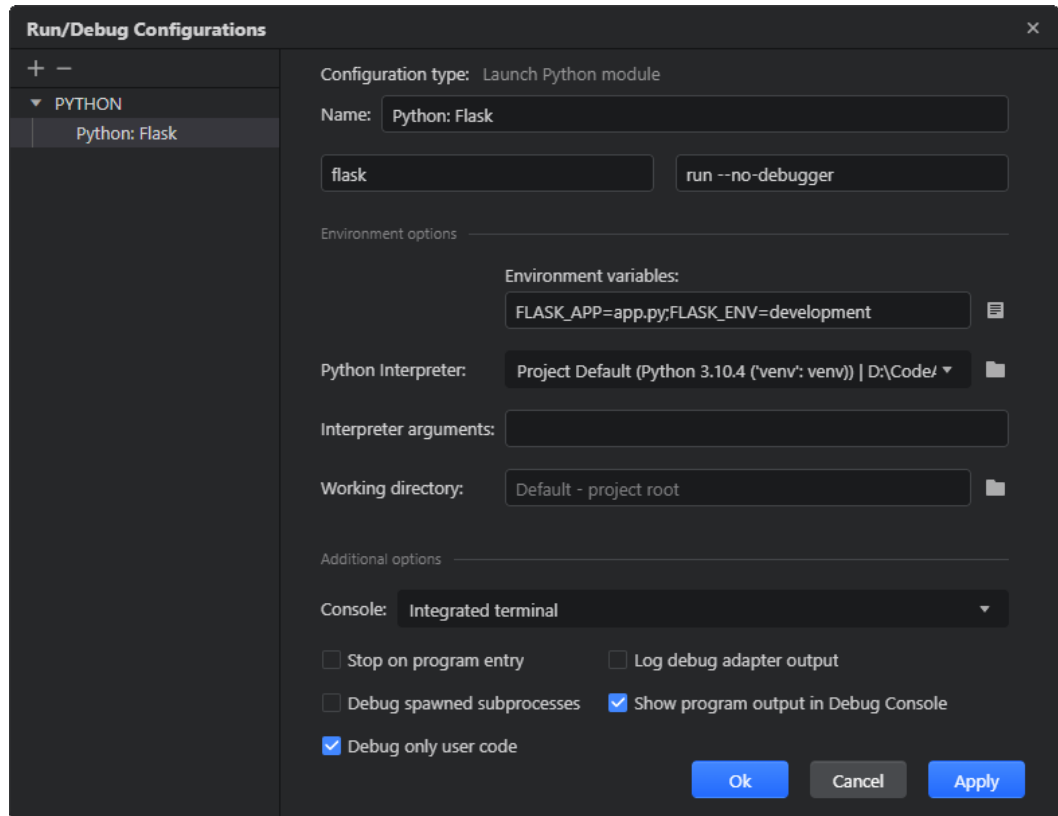 Run/Debug Configurations
Configuration type: Launch Python module
PYTHON
Name: Python: Flask
Python: Flask
flask run --no-debugger
Environment options
Environment variables:
FLASK_APP=app.py;FLASK_ENV=development
Python Interpreter: Project Default (Python 3.10.4 ('venv': venv)) | D:\Code
Interpreter arguments:
Working directory: Default - project root
Additional options
Console: Integrated terminal
Stop on program entry Log debug adapter output
Debug spawned subprocesses Show program output in Debug Console
Debug only user code
Ok Cancel Apply